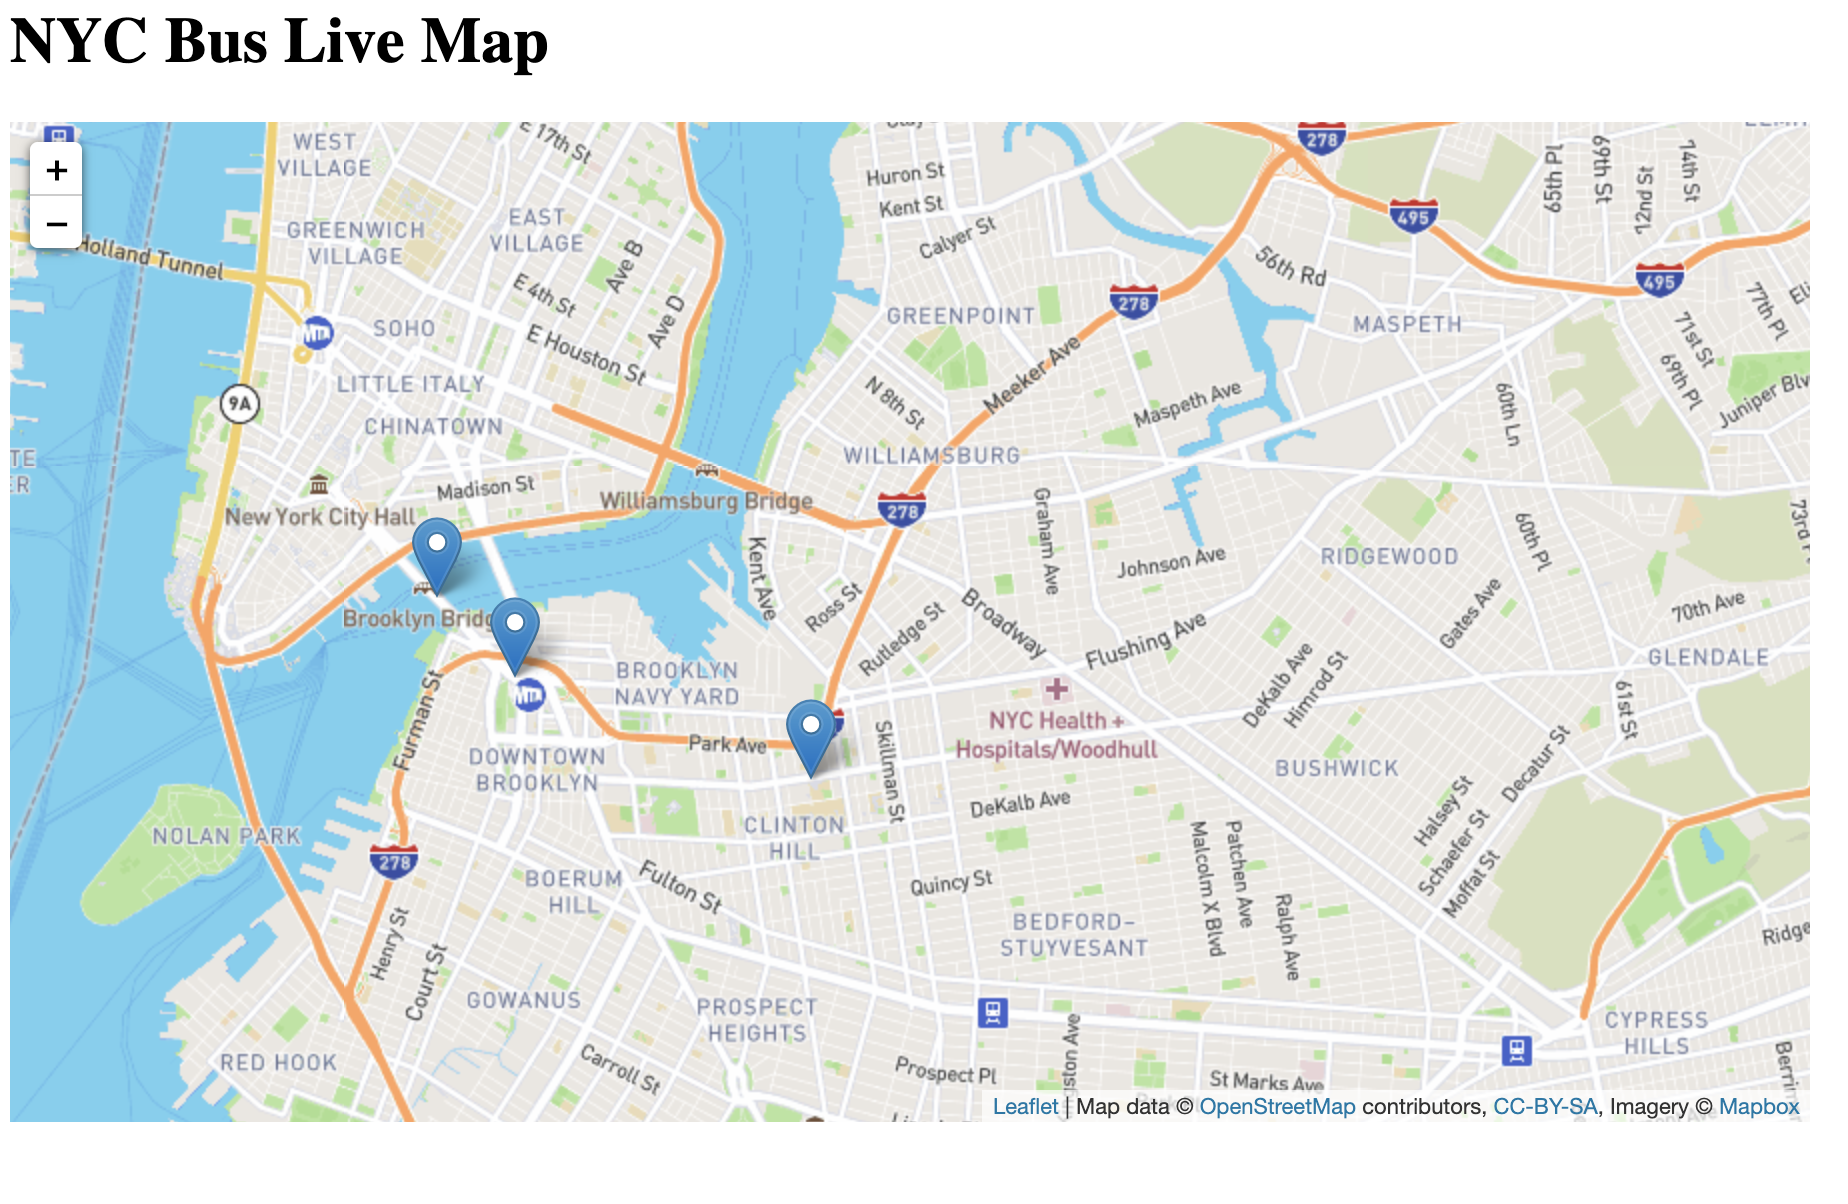 NYC Bus Live Map
+
−
WEST
VILLAGE
E 17th St
278
65th Pl
69th St
72nd St
74th St
Huron St
Kent St
Calyer St
495
GREENWICH
VILLAGE
EAST
VILLAGE
Ave B
Holland Tunnel
56th Rd
495
E 4th St
Ave D
278
77th Pl
MTA
SOHO
GREENPOINT
MASPETH
71st St
E Houston St
Meeker Ave
69th Pl
LITTLE ITALY
9A
N 8th St
Maspeth Ave
60th Ln
CHINATOWN
WILLIAMSBURG
Madison St
Williamsburg Bridge
278
New York City Hall
Graham Ave
Johnson Ave
60th Pl
RIDGEWOOD
Kent Ave
Ross St
Rutledge St
Broadway
Flushing Ave
Gates Ave
70th Ave
Brooklyn Bridg
GLENDALE
BROOKLYN
NAVY YARD
MTA
Furman St
DeKalb Ave
Himrod St
61st St
NYC Health +
Hospitals/Woodhull
Park Ave
Skillman St
DOWNTOWN
BROOKLYN
BUSHWICK
Decatur St
DeKalb Ave
Halsey St
Schaefer St
Moffat St
CLINTON
HILL
NOLAN PARK
278
Malcolm X Blvd
Patchen Ave
Ralph Ave
BOERUM
HILL
Fulton St
Quincy St
BEDFORD-
STUYVESANT
Henry St
Court St
GOWANUS
PROSPECT
HEIGHTS
CYPRESS
HILLS
RED HOOK
Carroll St
Prospect Pl
St Marks Ave
Leaflet | Map data © OpenStreetMap contributors, CC-BY-SA, Imagery © Mapbox